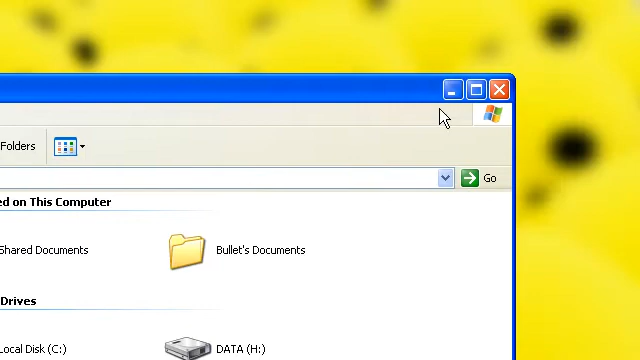 Folders
Go
ed on This Computer
Shared Documents
Bullet's Documents
Drives
Local Disk (C:)
DATA (H:)